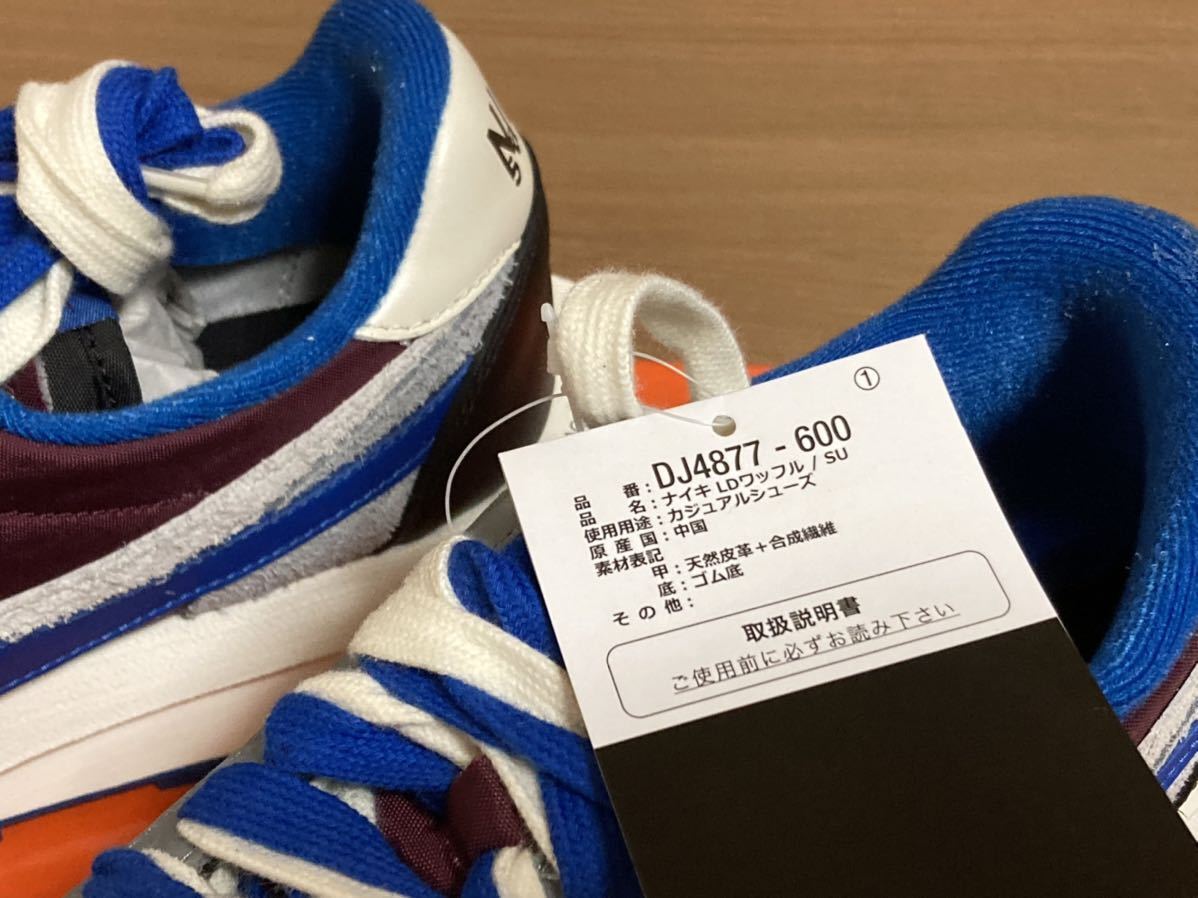 ①
DJ4877 - 600
品 番:
品 名:ナイキ LDワッフル / SU
使用用途:カジュアルシューズ
原 産 国:中国
素材表記
甲:天然皮革+合成繊維
底:ゴム底
そ の 他:
取扱説明書
ご使用前に必ずお読み下さい